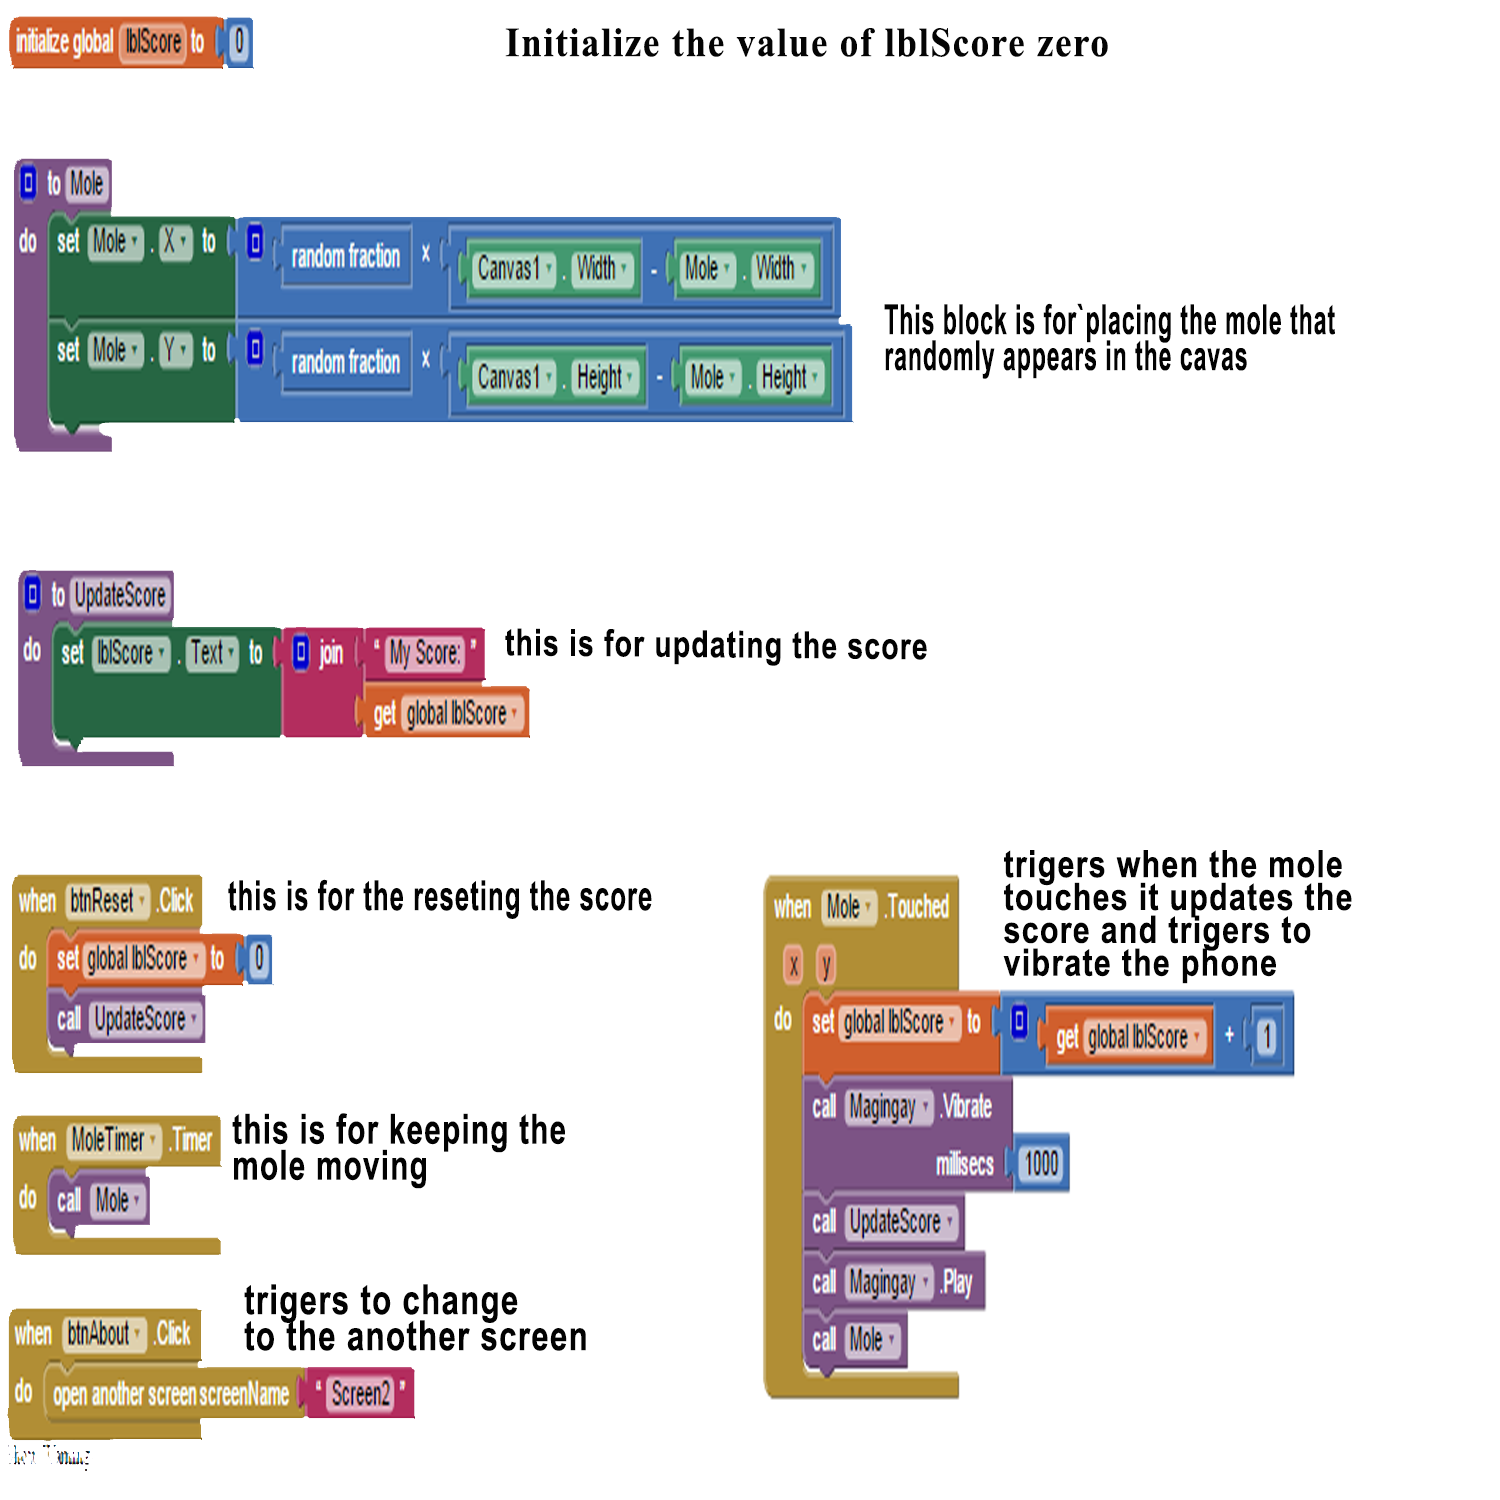 initialize global lblScore to 0
Initialize the value of lblScore zero
to Mole
do set Mole . X to random fraction x Canvas1 . Width - Mole . Width
set Mole . Y to random fraction x Canvas1 . Height - Mole . Height
This block is for`placing the mole that
randomly appears in the cavas
to UpdateScore
do set lblScore . Text to join " My Score: "
get global lblScore
this is for updating the score
when btnReset .Click
do set global lblScore to 0
call UpdateScore
this is for the reseting the score
when MoleTimer .Timer
do call Mole
this is for keeping the
mole moving
when btnAbout .Click
do open another screen screenName " Screen2 "
trigers to change
to the another screen
when Mole .Touched
x y
do set global lblScore to get global lblScore + 1
call Magingay .Vibrate
millisecs 1000
call UpdateScore
call Magingay .Play
call Mole
trigers when the mole
touches it updates the
score and trigers to
vibrate the phone